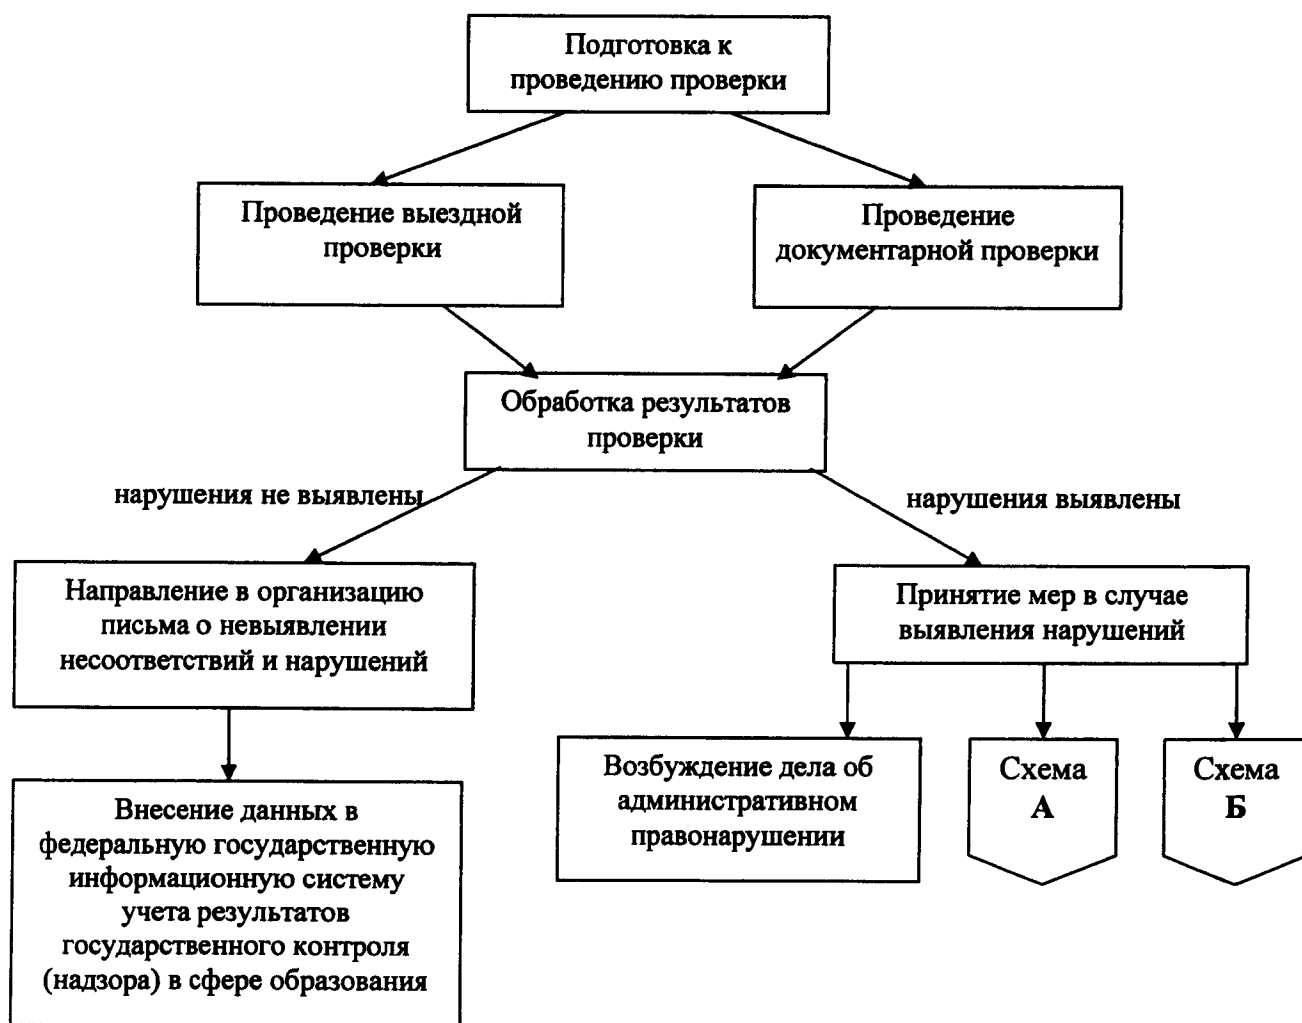 Подготовка к
проведению проверки
Проведение выездной
проверки
Проведение
документарной проверки
Обработка результатов
проверки
нарушения не выявлены
нарушения выявлены
Направление в организацию
письма о невыявлении
несоответствий и нарушений
Принятие мер в случае
выявления нарушений
Возбуждение дела об
административном
правонарушении
Схема
А
Схема
Б
Внесение данных в
федеральную государственную
информационную систему
учета результатов
государственного контроля
(надзора) в сфере образования